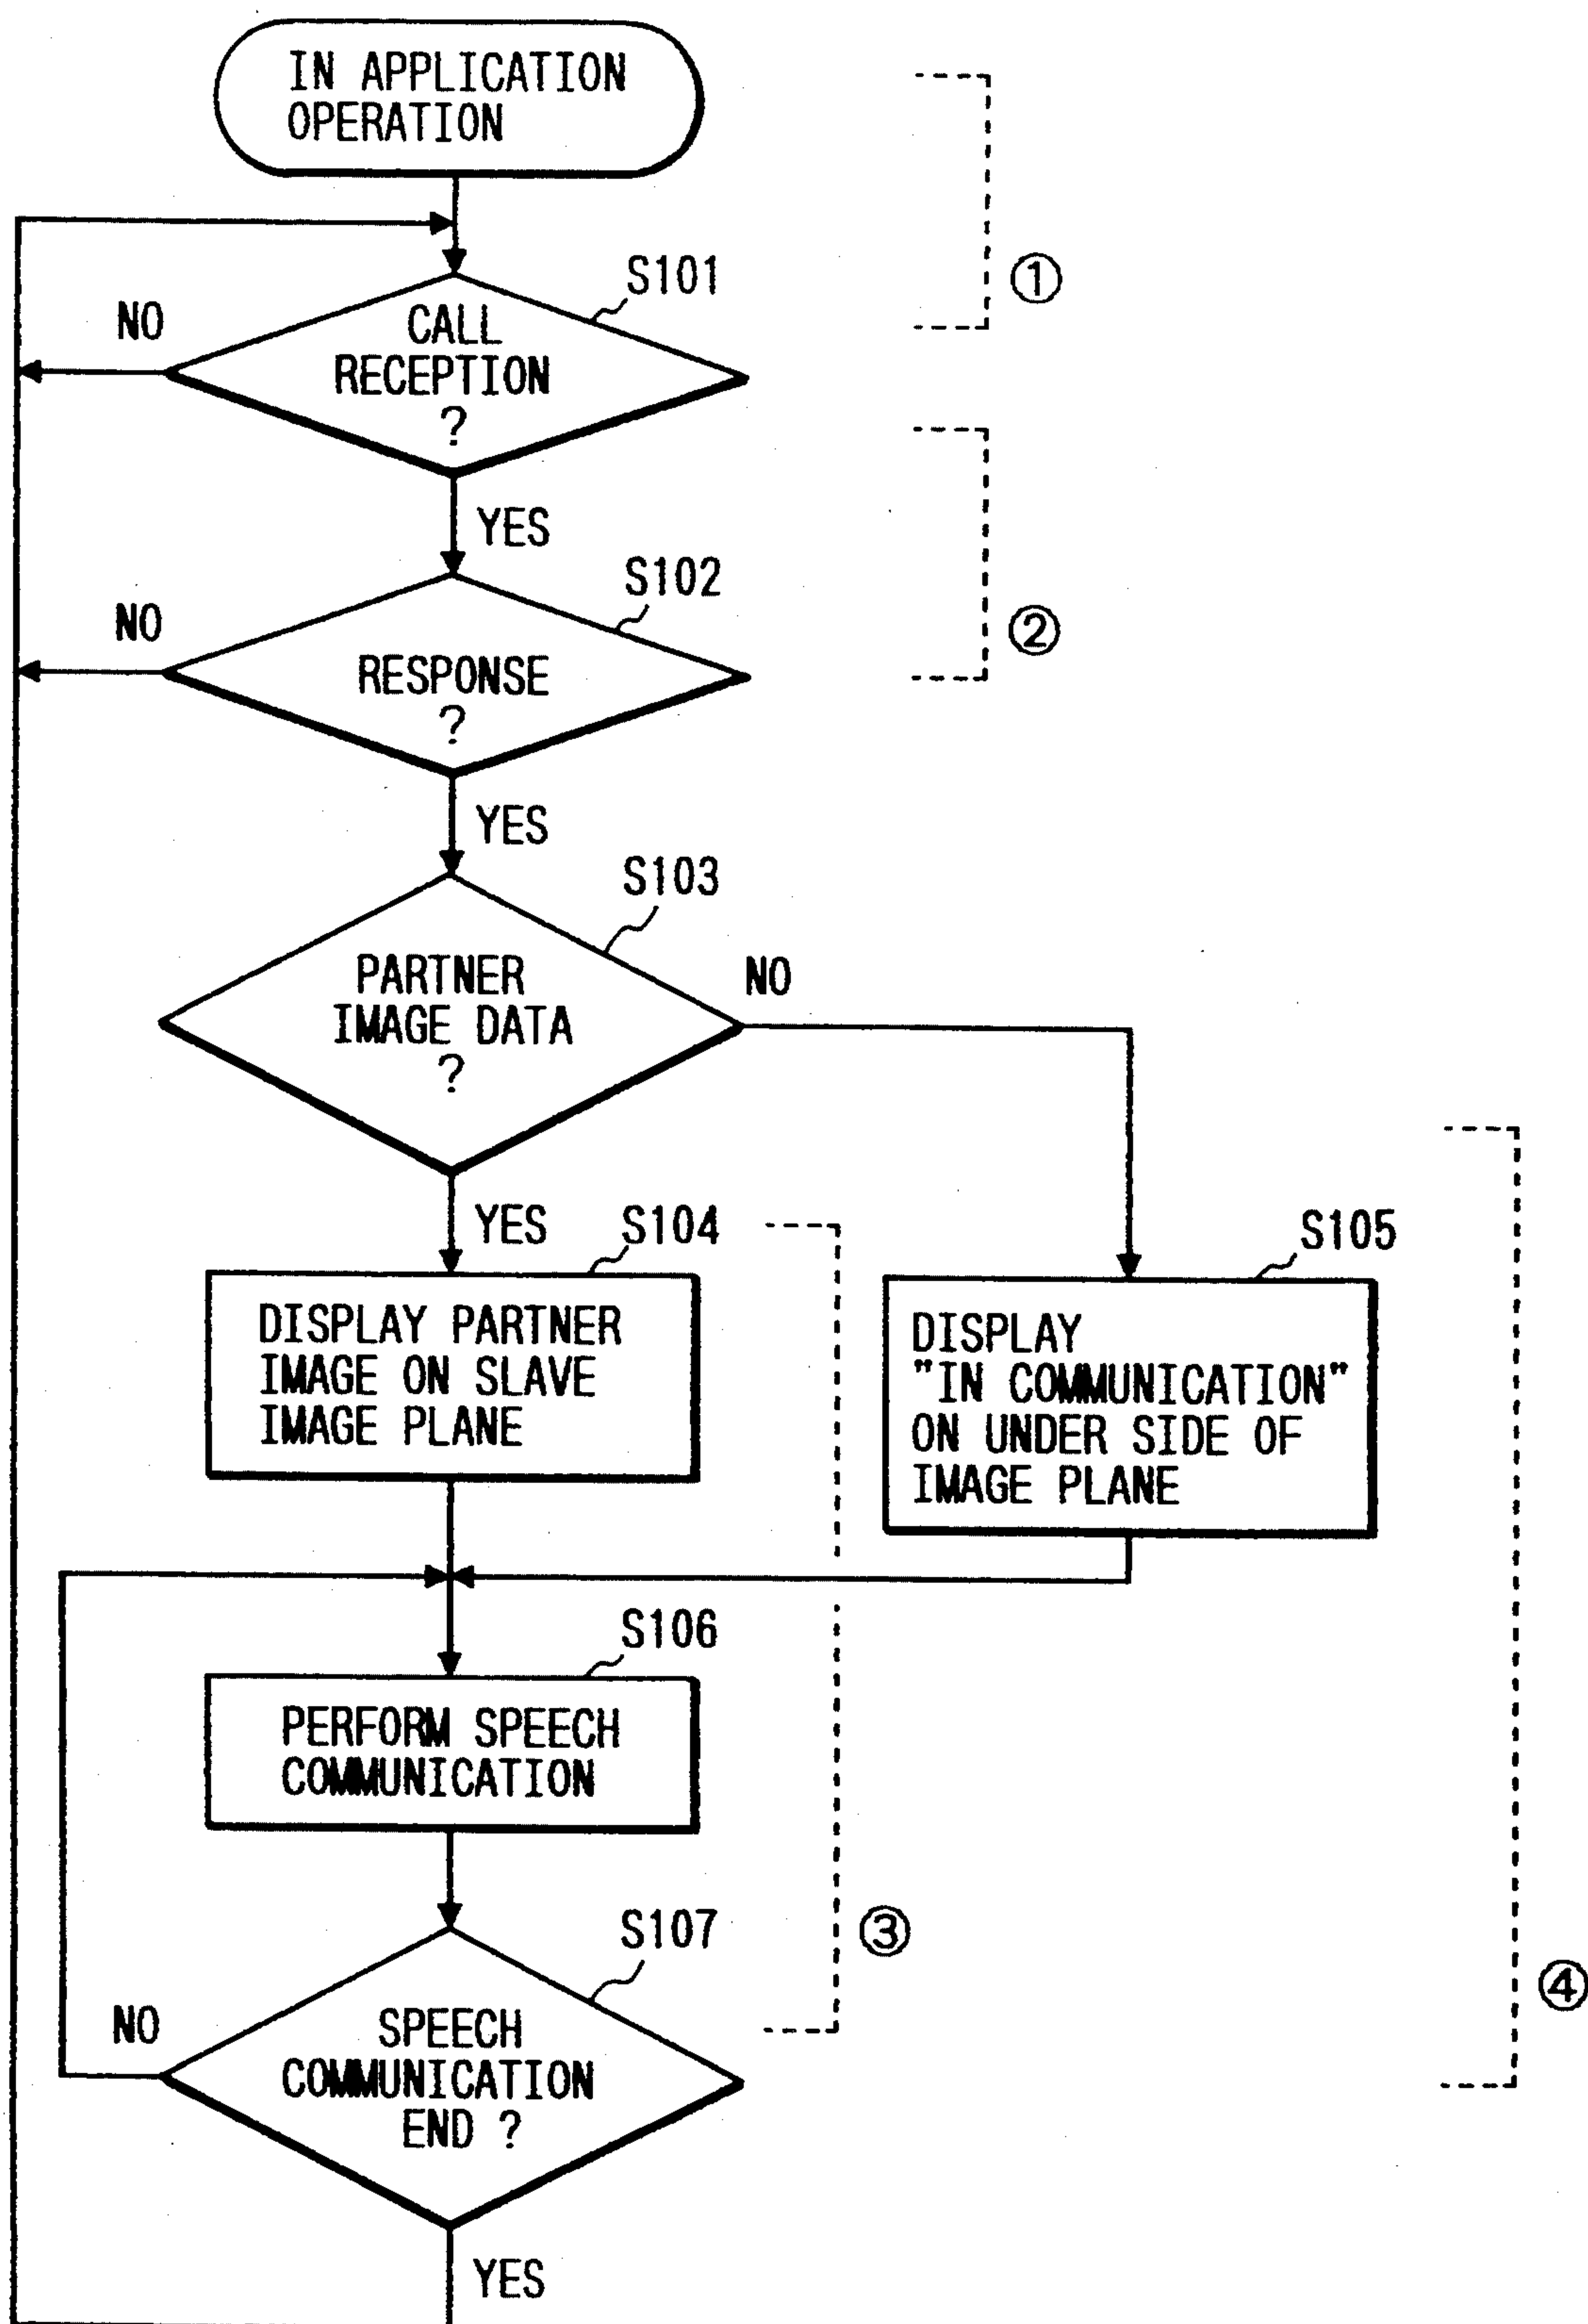 IN APPLICATION
OPERATION
①
S101
NO
CALL
RECEPTION
?
YES
②
S102
NO
RESPONSE
?
YES
S103
PARTNER
IMAGE DATA
?
NO
YES
S104
DISPLAY PARTNER
IMAGE ON SLAVE
IMAGE PLANE
S105
DISPLAY
"IN COMMUNICATION"
ON UNDER SIDE OF
IMAGE PLANE
S106
PERFORM SPEECH
COMMUNICATION
③
S107
NO
SPEECH
COMMUNICATION
END ?
④
YES